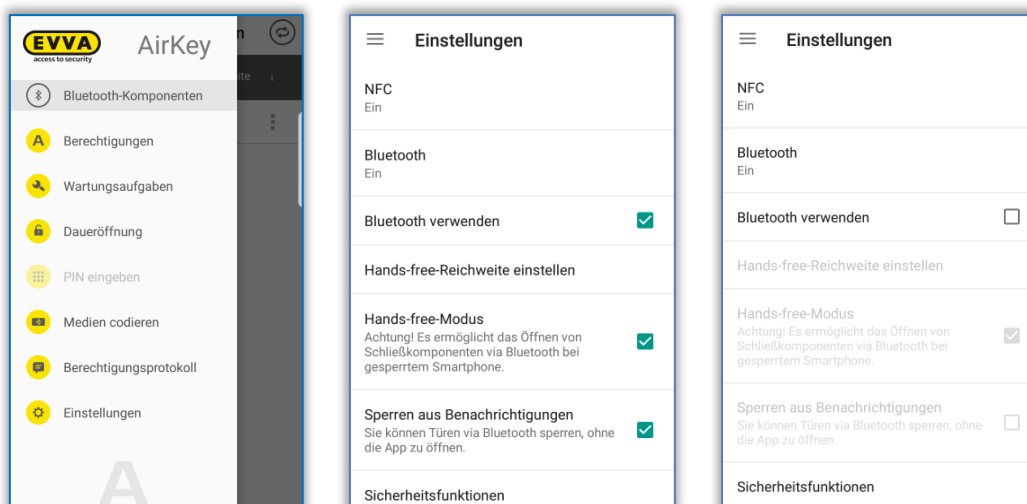 EVVA
access to security
AirKey
n
ite
Bluetooth-Komponenten
A
Berechtigungen
Wartungsaufgaben
Daueröffnung
PIN eingeben
Medien codieren
Berechtigungsprotokoll
Einstellungen
A
Einstellungen
NFC
Ein
Bluetooth
Ein
Bluetooth verwenden
Hands-free-Reichweite einstellen
Hands-free-Modus
Achtung! Es ermöglicht das Öffnen von
Schließkomponenten via Bluetooth bei
gesperrtem Smartphone.
Sperren aus Benachrichtigungen
Sie können Türen via Bluetooth sperren, ohne
die App zu öffnen.
Sicherheitsfunktionen
Einstellungen
NFC
Ein
Bluetooth
Ein
Bluetooth verwenden
Hands-free-Reichweite einstellen
Hands-free-Modus
Achtung! Es ermöglicht das Öffnen von
Schließkomponenten via Bluetooth bei
gesperrtem Smartphone.
Sperren aus Benachrichtigungen
Sie können Türen via Bluetooth sperren, ohne
die App zu öffnen.
Sicherheitsfunktionen